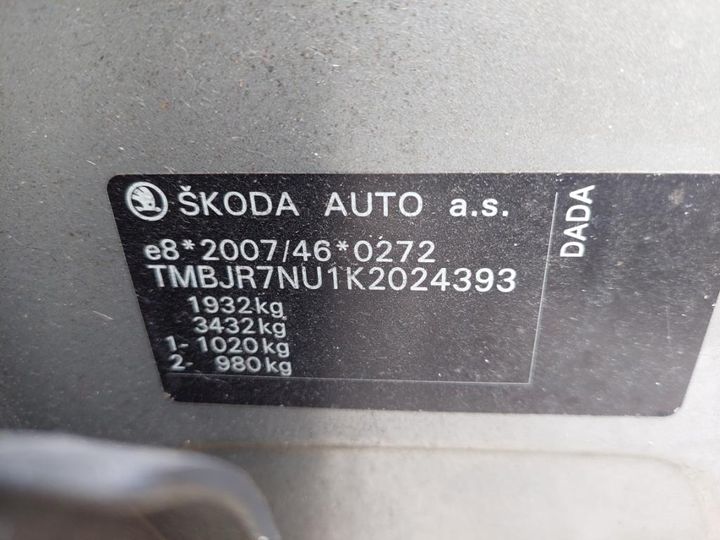 ŠKODA AUTO a.s.
e8*2007/46*0272
TMBJR7NU1K2024393
1932kg
3432kg
1- 1020kg
2- 980kg
DADA